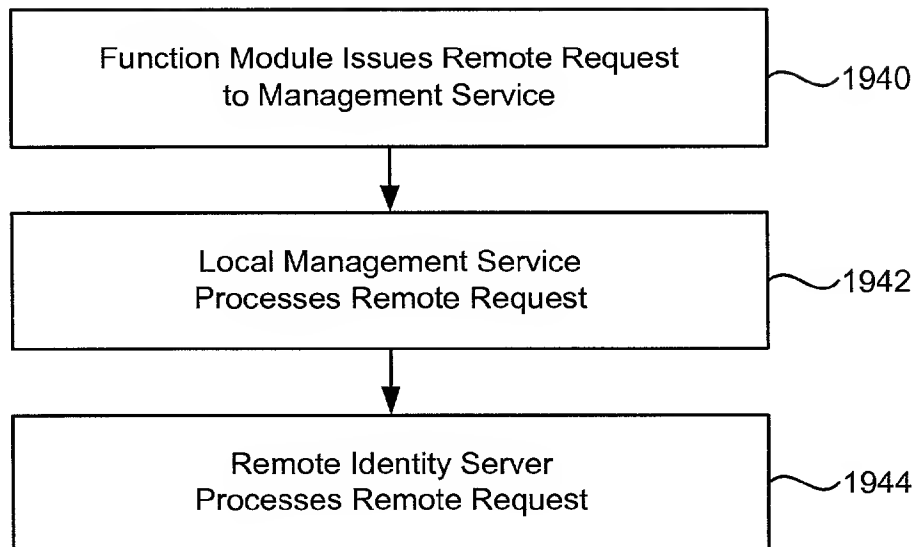 Function Module Issues Remote Request
to Management Service
1940
Local Management Service
Processes Remote Request
1942
Remote Identity Server
Processes Remote Request
1944